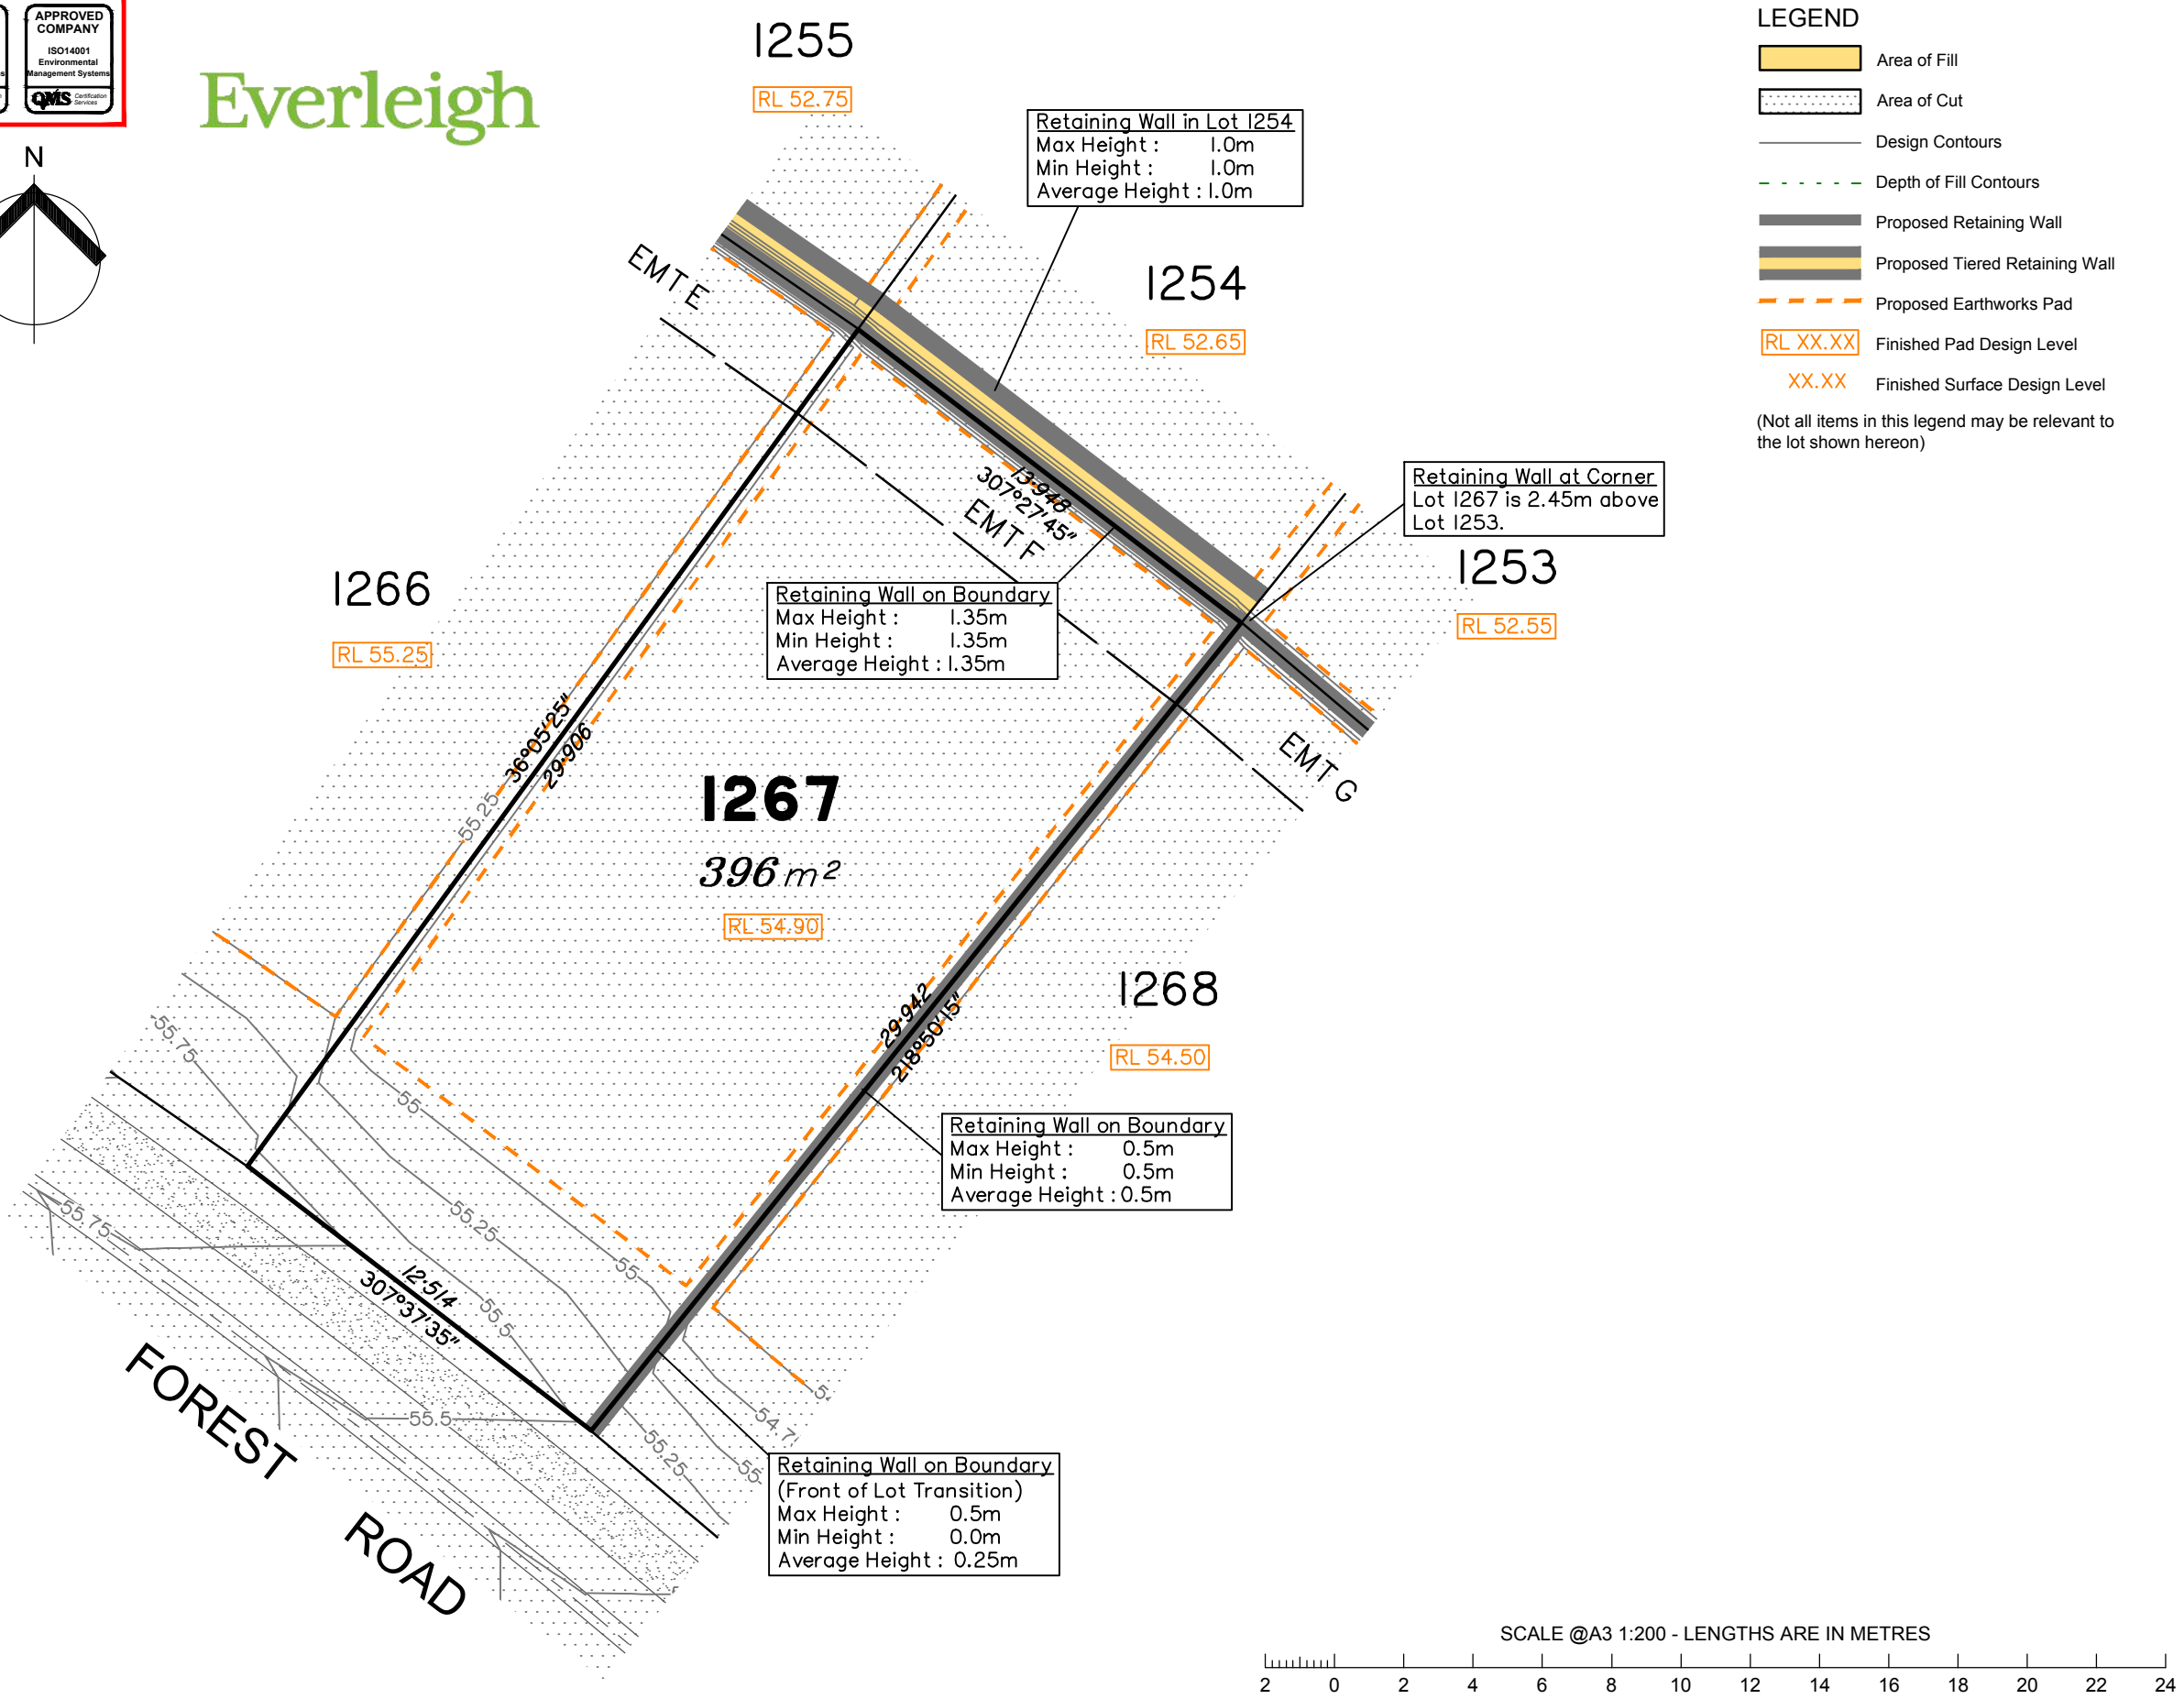 APPROVED
COMPANY
ISO14001
Environmental
Management Systems
QMS Certification
Services
Everleigh
N
1255
RL 52.75
Retaining Wall in Lot 1254
Max Height : 1.0m
Min Height : 1.0m
Average Height : 1.0m
1254
RL 52.65
EMT E
13·948
307°27'45"
EMT F
Retaining Wall at Corner
Lot 1267 is 2.45m above
Lot 1253.
1253
RL 52.55
1266
RL 55.25
Retaining Wall on Boundary
Max Height : 1.35m
Min Height : 1.35m
Average Height : 1.35m
EMT G
36°05'25"
29·906
55.25
1267
396 m²
RL 54.90
29·942
218°50'15"
1268
RL 54.50
55.75
55
Retaining Wall on Boundary
Max Height : 0.5m
Min Height : 0.5m
Average Height : 0.5m
55.75
55.25
55
12·514
307°37'35"
55.5
55.5
55.25
55
FOREST
ROAD
Retaining Wall on Boundary
(Front of Lot Transition)
Max Height : 0.5m
Min Height : 0.0m
Average Height : 0.25m
LEGEND
Area of Fill
Area of Cut
Design Contours
Depth of Fill Contours
Proposed Retaining Wall
Proposed Tiered Retaining Wall
Proposed Earthworks Pad
RL XX.XX Finished Pad Design Level
XX.XX Finished Surface Design Level
(Not all items in this legend may be relevant to
the lot shown hereon)
SCALE @A3 1:200 - LENGTHS ARE IN METRES
2 0 2 4 6 8 10 12 14 16 18 20 22 24